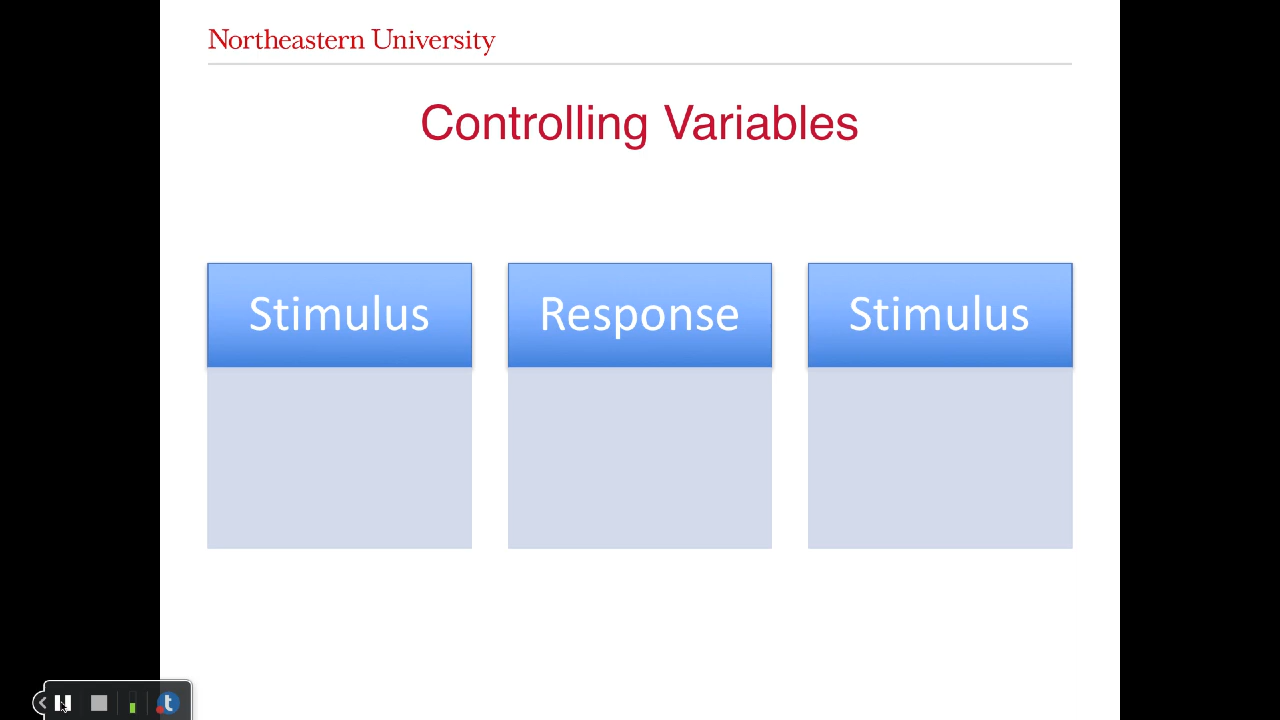 Northeastern University
Controlling Variables
Stimulus
Response
Stimulus
t